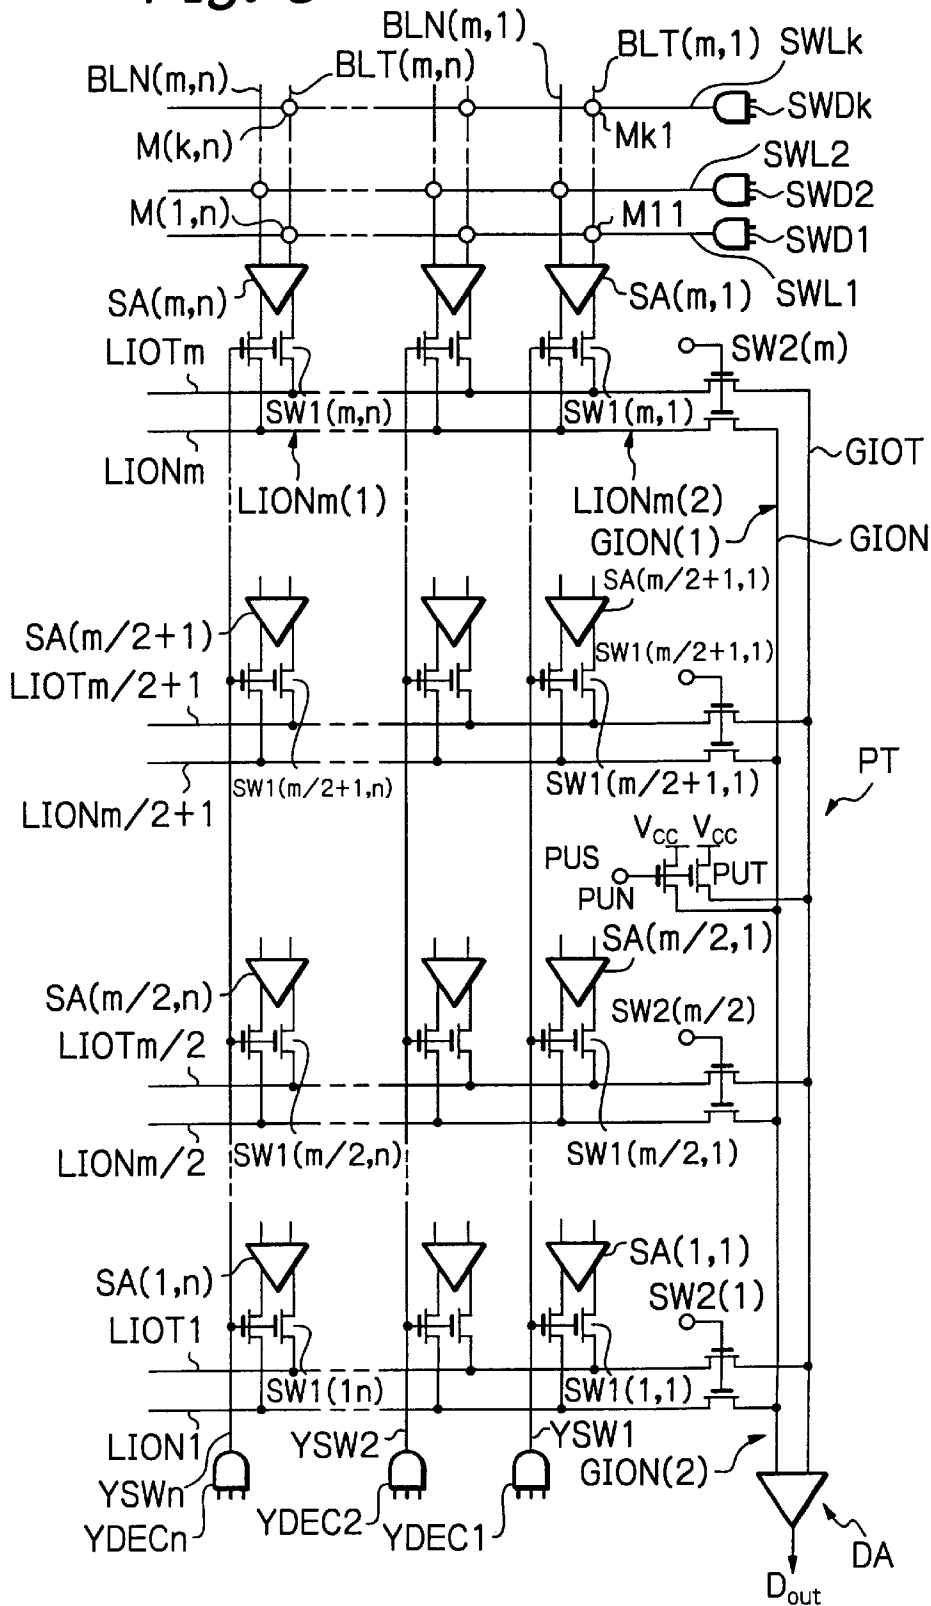 BLN(m,1)
BLT(m,1)
SWLk
BLN(m,n)
BLT(m,n)
SWDk
M(k,n)
Mk1
SWL2
SWD2
M(1,n)
M11
SWD1
SA(m,n)
SA(m,1)
SWL1
LIOTm
SW2(m)
SW1(m,n)
SW1(m,1)
LIONm
GIOT
LIONm(1)
LIONm(2)
GION(1)
GION
SA(m/2+1,1)
SA(m/2+1)
SW1(m/2+1,1)
LIOTm/2+1
SW1(m/2+1,n)
SW1(m/2+1,1)
LIONm/2+1
PT
VCC VCC
PUS
PUT
PUN
SA(m/2,1)
SA(m/2,n)
SW2(m/2)
LIOTm/2
SW1(m/2,n)
SW1(m/2,1)
LIONm/2
SA(1,1)
SA(1,n)
SW2(1)
LIOT1
SW1(1n)
SW1(1,1)
LION1
YSW2
YSW1
GION(2)
YSWn
YDECn
YDEC2
YDEC1
DA
Dout